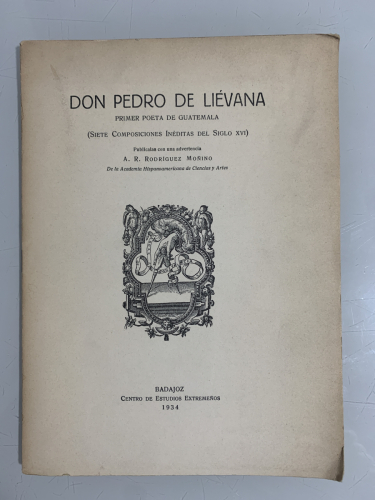 DON PEDRO DE LIÉVANA
PRIMER POETA DE GUATEMALA
(SIETE COMPOSICIONES INÉDITAS DEL SIGLO XVI)
Publícalas con una advertencia
A. R. RODRÍGUEZ MOÑINO
De la Academia Hispanoamericana de Ciencias y Artes
BADAJOZ
CENTRO DE ESTUDIOS EXTREMEÑOS
1934